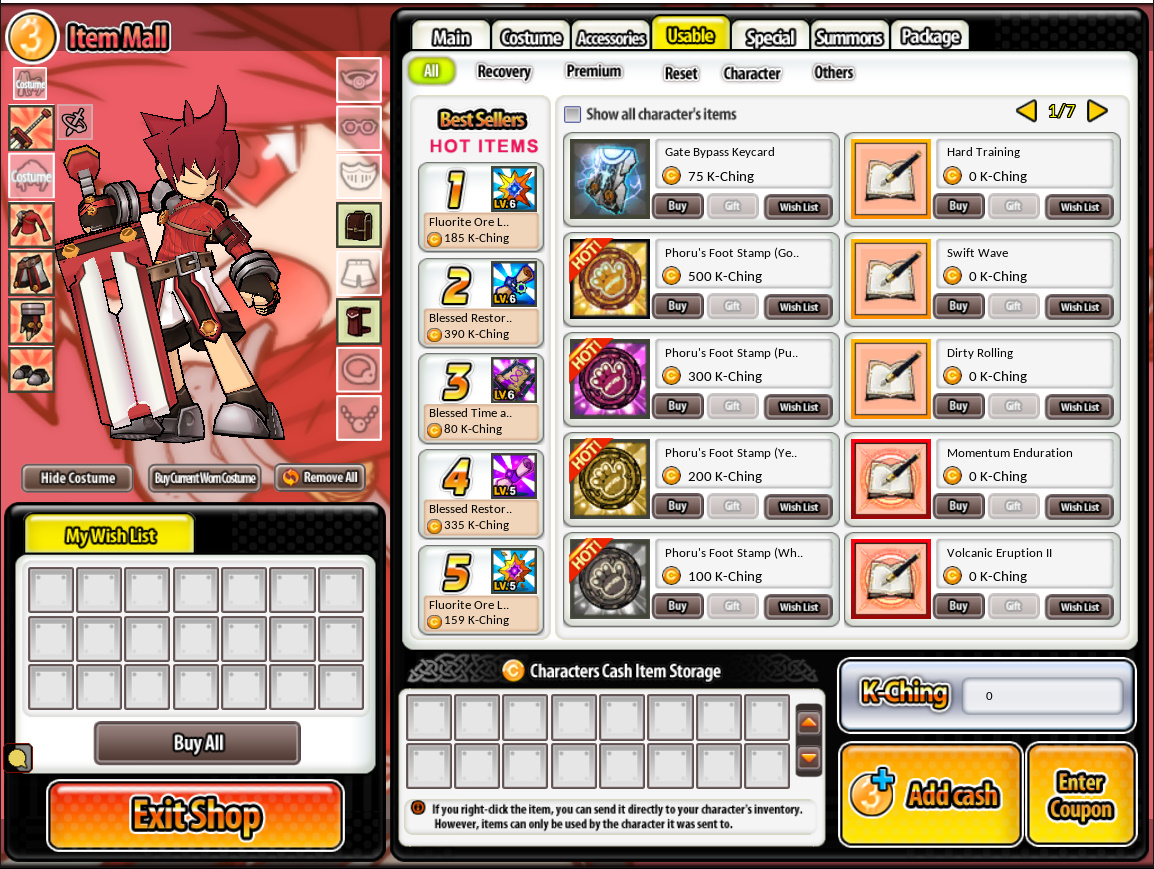 3 Item Mall
Costume
Costume
Hide Costume
Buy Current Worn Costume
Remove All
My Wish List
Buy All
Exit Shop
Main
Costume
Accessories
Usable
Special
Summons
Package
All
Recovery
Premium
Reset
Character
Others
Best Sellers
HOT ITEMS
1
LV.6
Fluorite Ore L..
C 185 K-Ching
2
LV.6
Blessed Restor..
C 390 K-Ching
3
LV.6
Blessed Time a..
C 80 K-Ching
4
LV.5
Blessed Restor..
C 335 K-Ching
5
LV.5
Fluorite Ore L..
C 159 K-Ching
Show all character's items
1/7
Gate Bypass Keycard
C 75 K-Ching
Buy Gift Wish List
Hard Training
C 0 K-Ching
Buy Gift Wish List
HOT!
Phoru's Foot Stamp (Go..
C 500 K-Ching
Buy Gift Wish List
Swift Wave
C 0 K-Ching
Buy Gift Wish List
HOT!
Phoru's Foot Stamp (Pu..
C 300 K-Ching
Buy Gift Wish List
Dirty Rolling
C 0 K-Ching
Buy Gift Wish List
HOT!
Phoru's Foot Stamp (Ye..
C 200 K-Ching
Buy Gift Wish List
Momentum Enduration
C 0 K-Ching
Buy Gift Wish List
HOT!
Phoru's Foot Stamp (Wh..
C 100 K-Ching
Buy Gift Wish List
Volcanic Eruption II
C 0 K-Ching
Buy Gift Wish List
C Characters Cash Item Storage
If you right-click the item, you can send it directly to your character's inventory.
However, items can only be used by the character it was sent to.
K-Ching 0
3 Add cash
Enter
Coupon